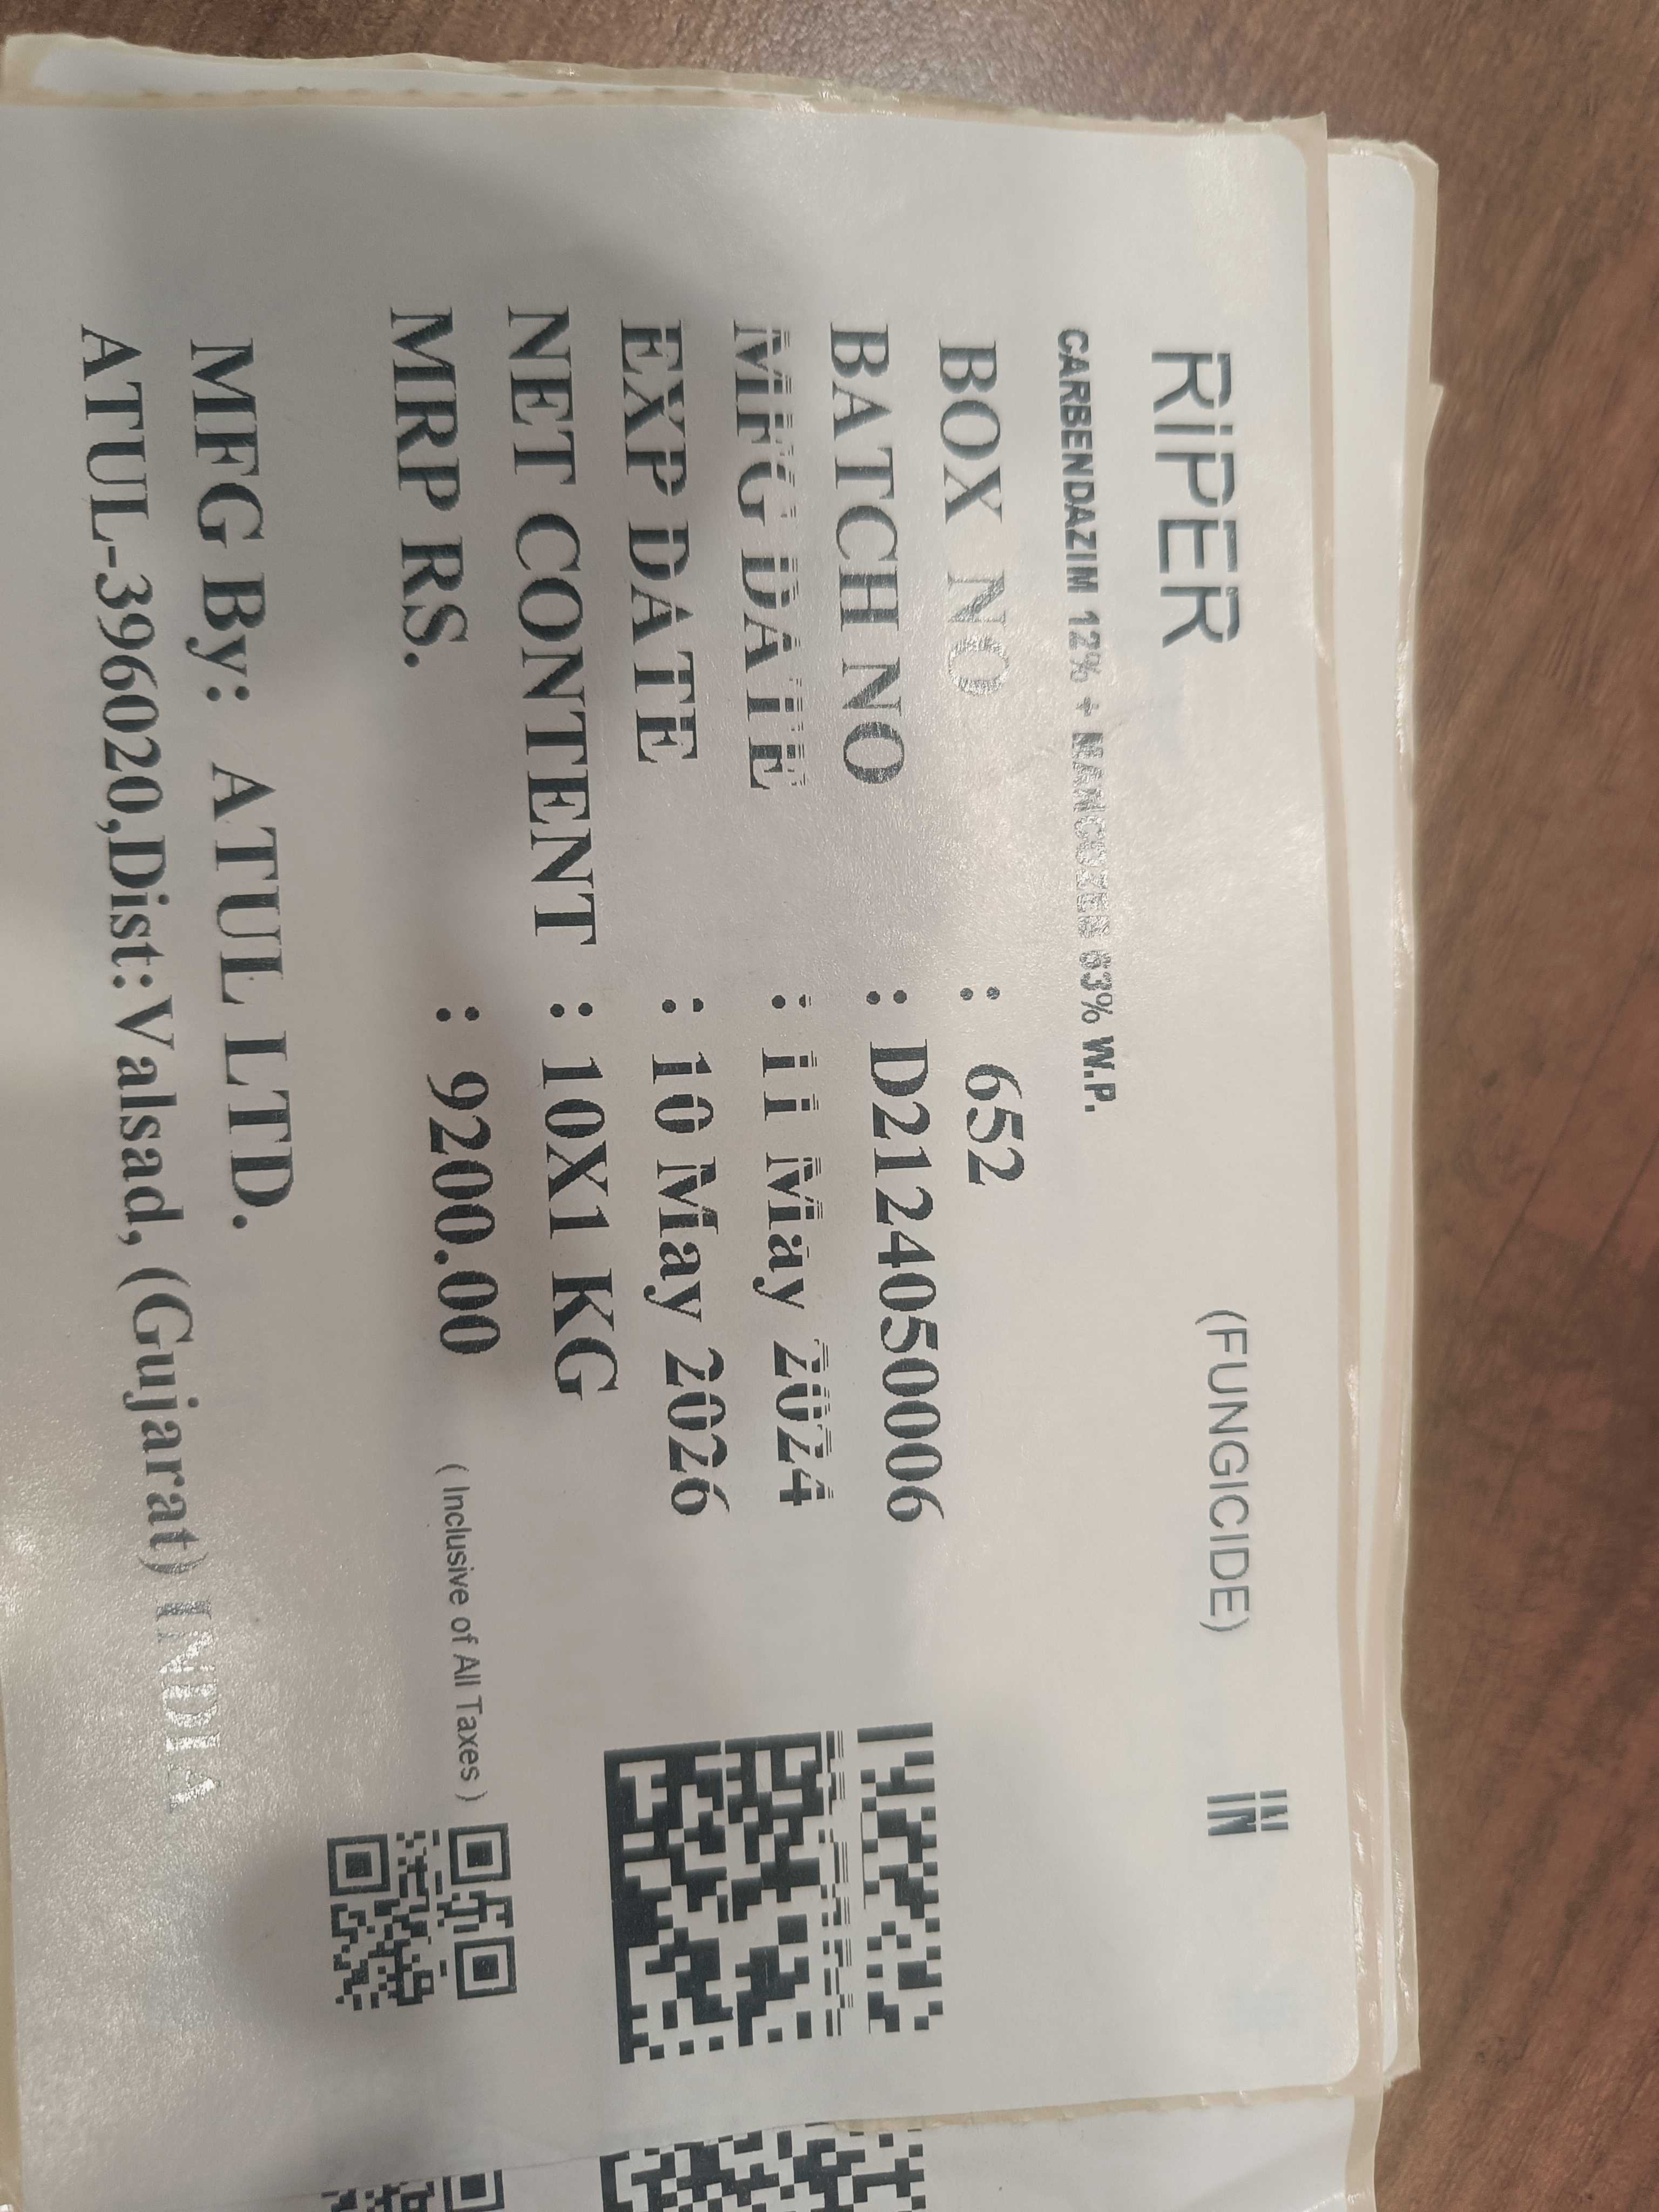 RIPER (FUNGICIDE) IN
CARBENDAZIM 12% + MANCOZEB 63% W.P.
BOX NO : 652
BATCH NO : D2124050006
MFG DATE : 11 May 2024
EXP DATE : 10 May 2026
NET CONTENT : 10X1 KG
MRP RS. : 9200.00 ( Inclusive of All Taxes )
MFG By: ATUL LTD.
ATUL-396020,Dist:Valsad, (Gujarat) INDIA